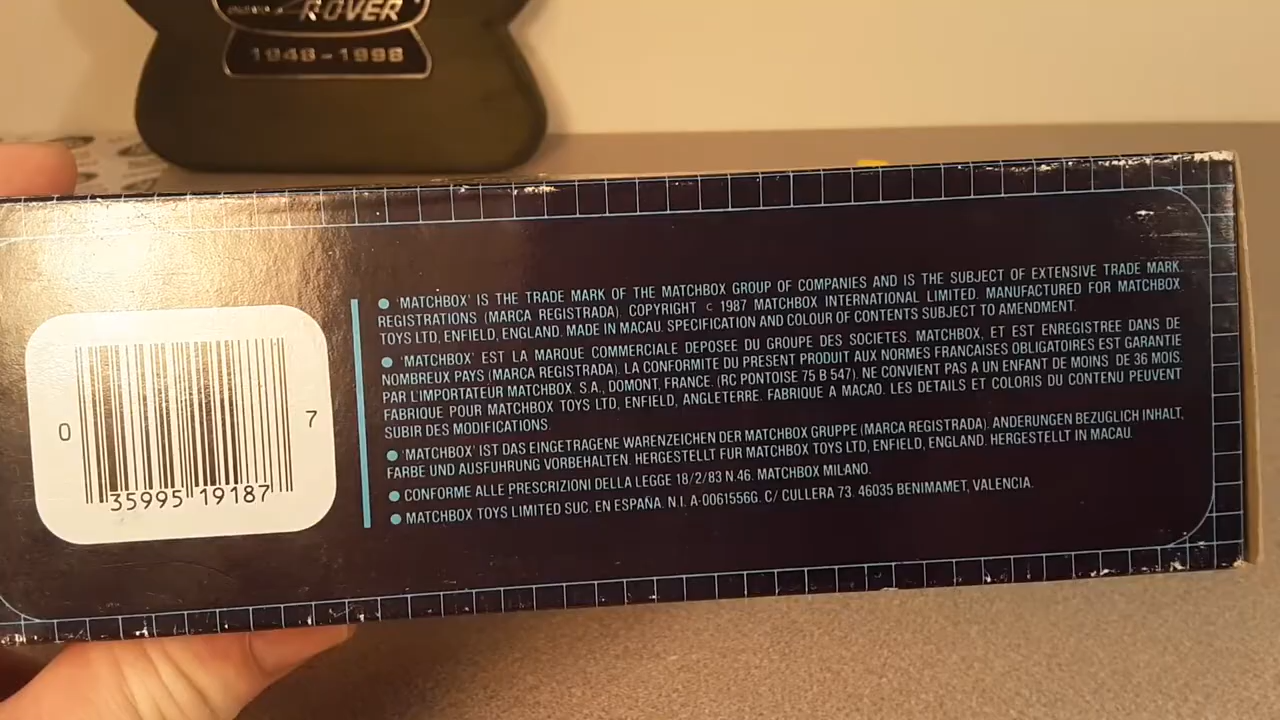 ROVER
1948-1998
● 'MATCHBOX' IS THE TRADE MARK OF THE MATCHBOX GROUP OF COMPANIES AND IS THE SUBJECT OF EXTENSIVE TRADE MARK.
REGISTRATIONS (MARCA REGISTRADA). COPYRIGHT c 1987 MATCHBOX INTERNATIONAL LIMITED. MANUFACTURED FOR MATCHBOX
TOYS LTD, ENFIELD, ENGLAND. MADE IN MACAU. SPECIFICATION AND COLOUR OF CONTENTS SUBJECT TO AMENDMENT.
● 'MATCHBOX' EST LA MARQUE COMMERCIALE DEPOSEE DU GROUPE DES SOCIETES. MATCHBOX, ET EST ENREGISTREE DANS DE
NOMBREUX PAYS (MARCA REGISTRADA). LA CONFORMITE DU PRESENT PRODUIT AUX NORMES FRANCAISES OBLIGATOIRES EST GARANTIE
PAR L'IMPORTATEUR MATCHBOX. S.A., DOMONT, FRANCE. (RC PONTOISE 75 B 547). NE CONVIENT PAS A UN ENFANT DE MOINS DE 36 MOIS.
FABRIQUE POUR MATCHBOX TOYS LTD, ENFIELD, ANGLETERRE. FABRIQUE A MACAO. LES DETAILS ET COLORIS DU CONTENU PEUVENT
SUBIR DES MODIFICATIONS.
● 'MATCHBOX' IST DAS EINGETRAGENE WARENZEICHEN DER MATCHBOX GRUPPE (MARCA REGISTRADA). ANDERUNGEN BEZUGLICH INHALT,
FARBE UND AUSFUHRUNG VORBEHALTEN. HERGESTELLT FUR MATCHBOX TOYS LTD, ENFIELD, ENGLAND. HERGESTELLT IN MACAU.
● CONFORME ALLE PRESCRIZIONI DELLA LEGGE 18/2/83 N.46. MATCHBOX MILANO.
● MATCHBOX TOYS LIMITED SUC. EN ESPAÑA. N.I. A-0061556G. C/ CULLERA 73. 46035 BENIMAMET, VALENCIA.
0 35995 19187 7